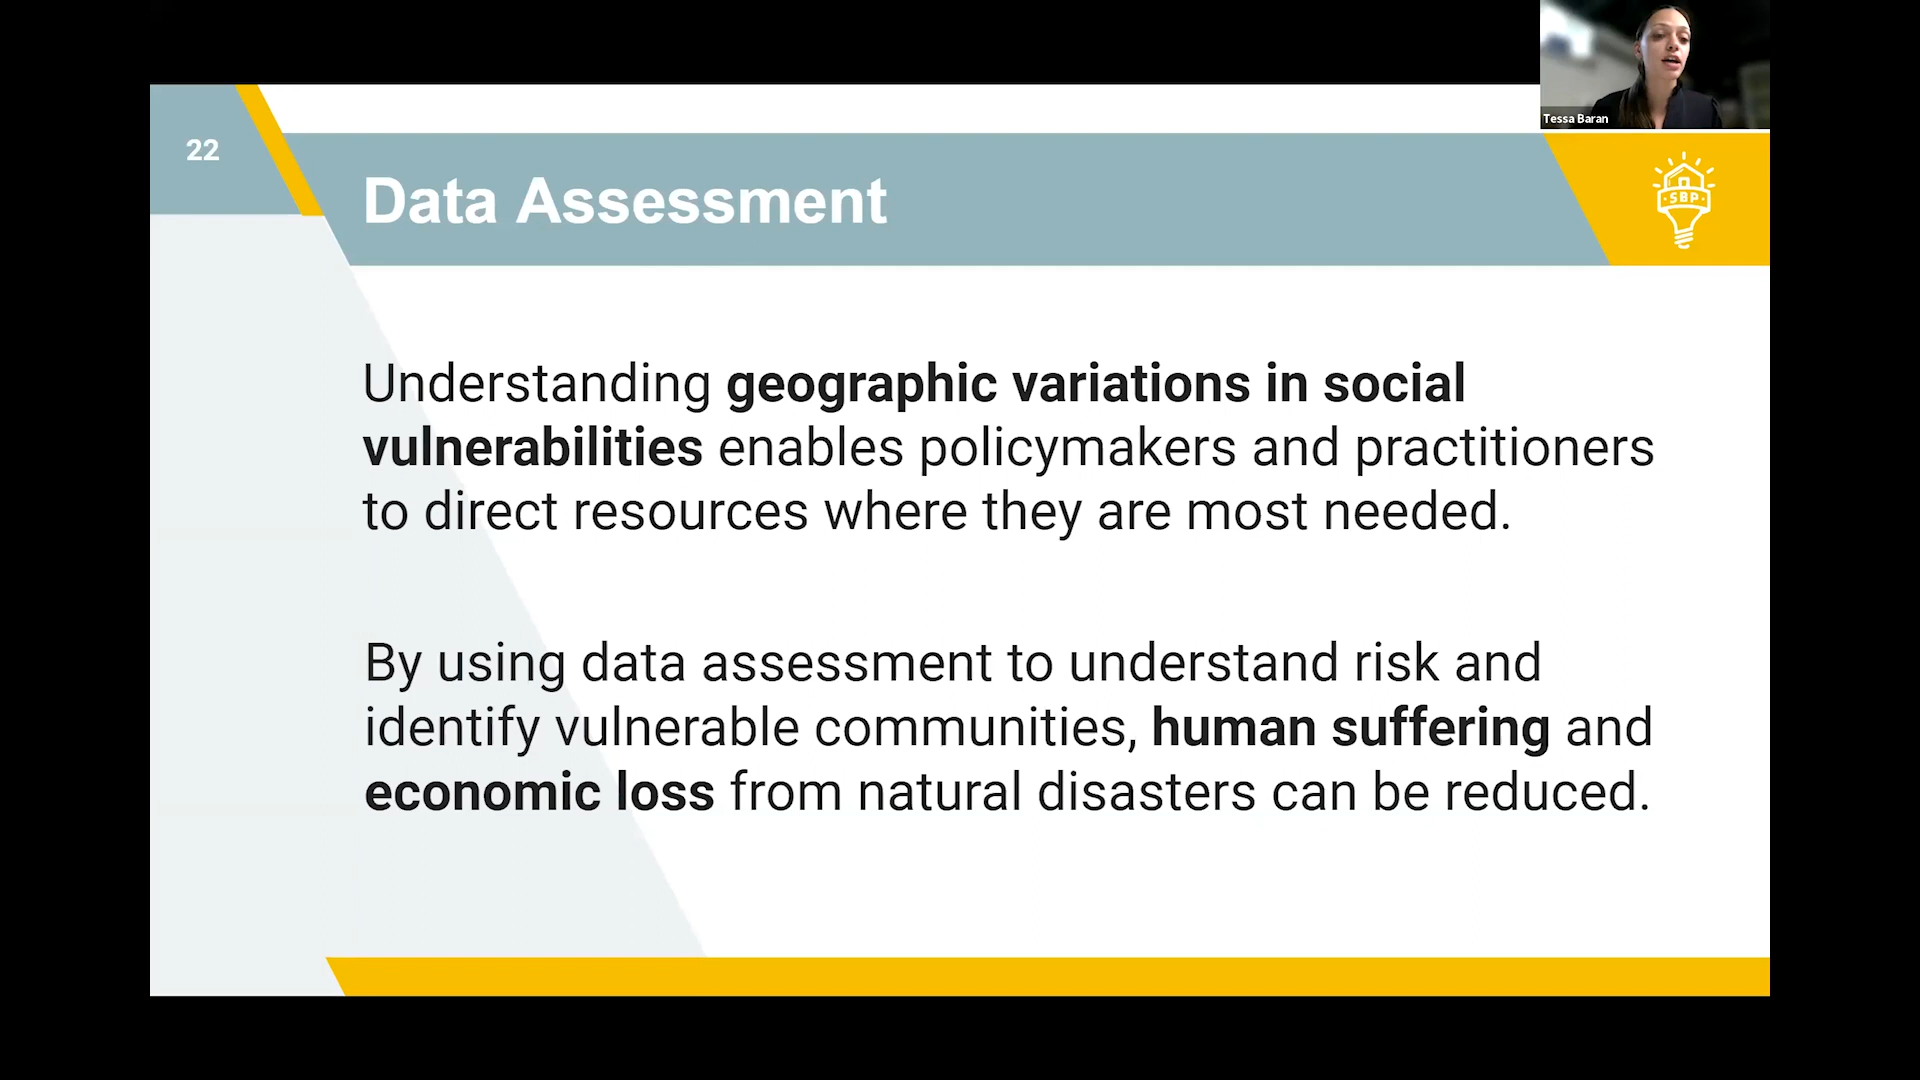 Tessa Baran
22
Data Assessment
SBP
Understanding geographic variations in social
vulnerabilities enables policymakers and practitioners
to direct resources where they are most needed.
By using data assessment to understand risk and
identify vulnerable communities, human suffering and
economic loss from natural disasters can be reduced.